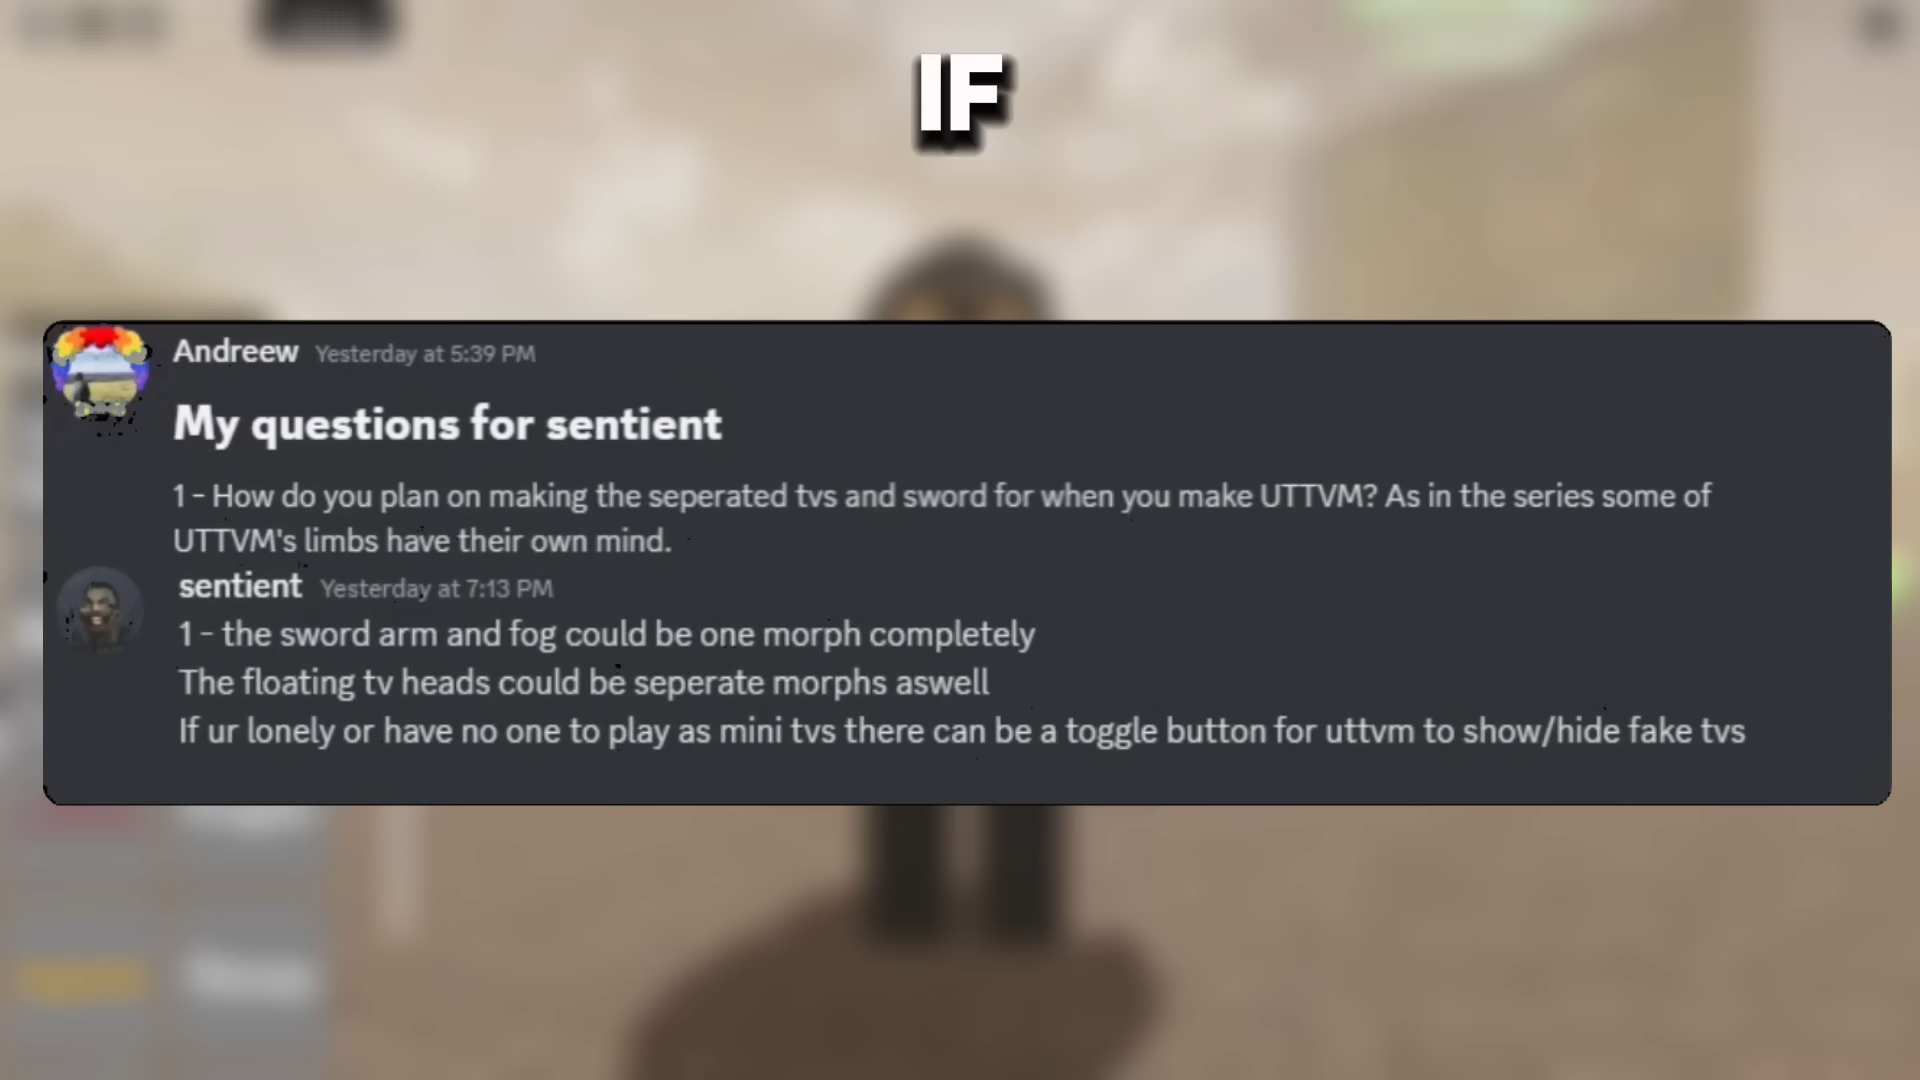 IF
Andreew Yesterday at 5:39 PM
My questions for sentient
1 - How do you plan on making the seperated tvs and sword for when you make UTTVM? As in the series some of
UTTVM's limbs have their own mind.
sentient Yesterday at 7:13 PM
1 - the sword arm and fog could be one morph completely
The floating tv heads could be seperate morphs aswell
If ur lonely or have no one to play as mini tvs there can be a toggle button for uttvm to show/hide fake tvs